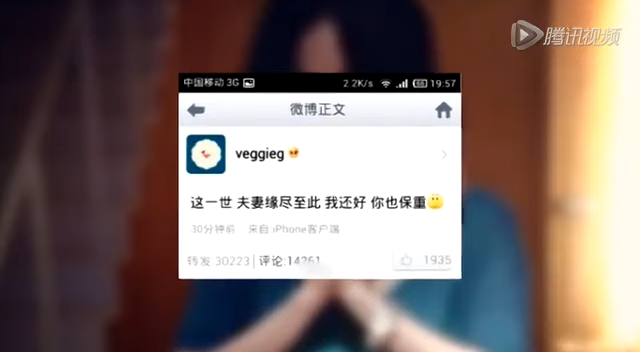 腾讯视频
中国移动 3G 2.2K/s 19:57
微博正文
veggieg
这一世 夫妻缘尽至此 我还好 你也保重
30分钟前 来自 iPhone客户端
转发 30223 评论:14261 1935